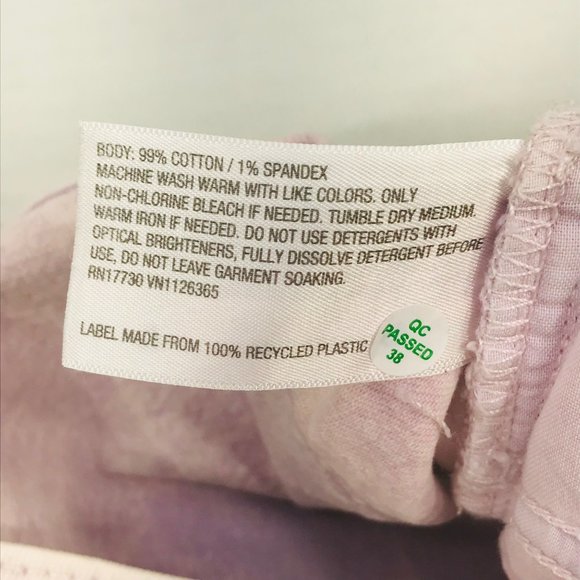 BODY: 99% COTTON / 1% SPANDEX
MACHINE WASH WARM WITH LIKE COLORS. ONLY
NON-CHLORINE BLEACH IF NEEDED. TUMBLE DRY MEDIUM.
WARM IRON IF NEEDED. DO NOT USE DETERGENTS WITH
OPTICAL BRIGHTENERS, FULLY DISSOLVE DETERGENT BEFORE
USE, DO NOT LEAVE GARMENT SOAKING.
RN17730 VN1126365
LABEL MADE FROM 100% RECYCLED PLASTIC
QC
PASSED
38